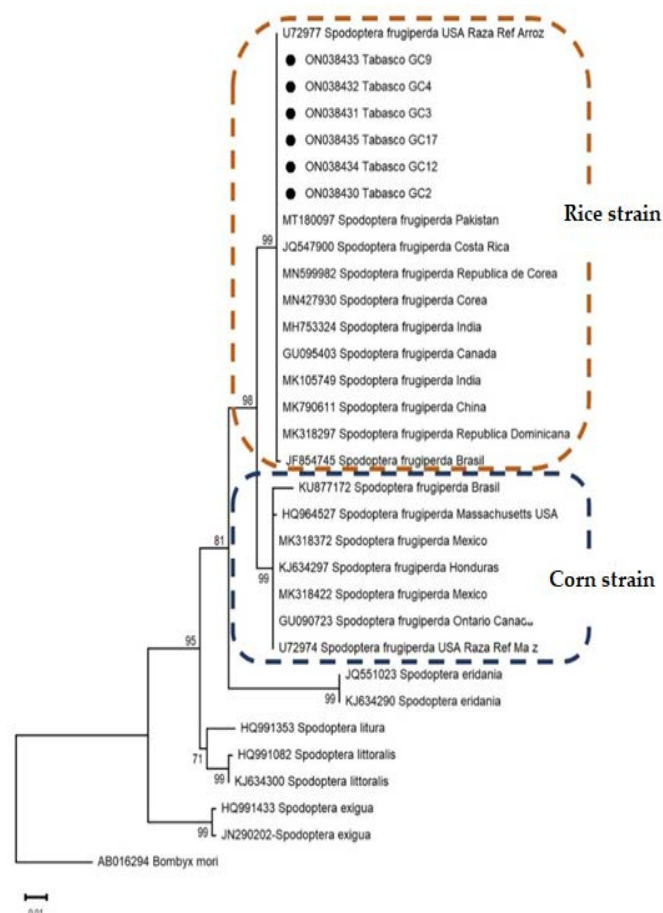 U72977 Spodoptera frugiperda USA Raza Ref Arroz
ON038433 Tabasco GC9
ON038432 Tabasco GC4
ON038431 Tabasco GC3
ON038435 Tabasco GC17
ON038434 Tabasco GC12
ON038430 Tabasco GC2
Rice strain
MT180097 Spodoptera frugiperda Pakistan
99
JQ547900 Spodoptera frugiperda Costa Rica
MN599982 Spodoptera frugiperda Republica de Corea
MN427930 Spodoptera frugiperda Corea
MH753324 Spodoptera frugiperda India
GU095403 Spodoptera frugiperda Canada
MK105749 Spodoptera frugiperda India
98
MK790611 Spodoptera frugiperda China
MK318297 Spodoptera frugiperda Republica Dominicana
JF854745 Spodoptera frugiperda Brasil
KU877172 Spodoptera frugiperda Brasil
HQ964527 Spodoptera frugiperda Massachusetts USA
81
MK318372 Spodoptera frugiperda Mexico
KJ634297 Spodoptera frugiperda Honduras
99
Corn strain
MK318422 Spodoptera frugiperda Mexico
GU090723 Spodoptera frugiperda Ontario
U72974 Spodoptera frugiperda USA Raza Ref Ma z
95
JQ551023 Spodoptera eridania
99
KJ634290 Spodoptera eridania
HQ991353 Spodoptera litura
71
HQ991082 Spodoptera littoralis
99
KJ634300 Spodoptera littoralis
HQ991433 Spodoptera exigua
99
JN290202-Spodoptera exigua
AB016294 Bombyx mori